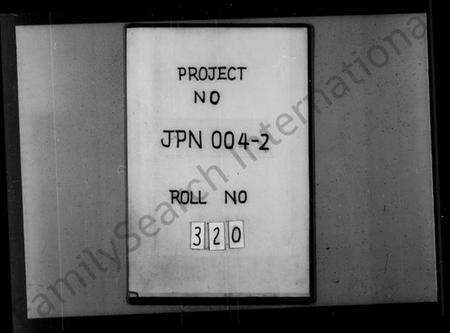 PROJECT
NO
JPN 004-2
ROLL NO
320
FamilySearch International